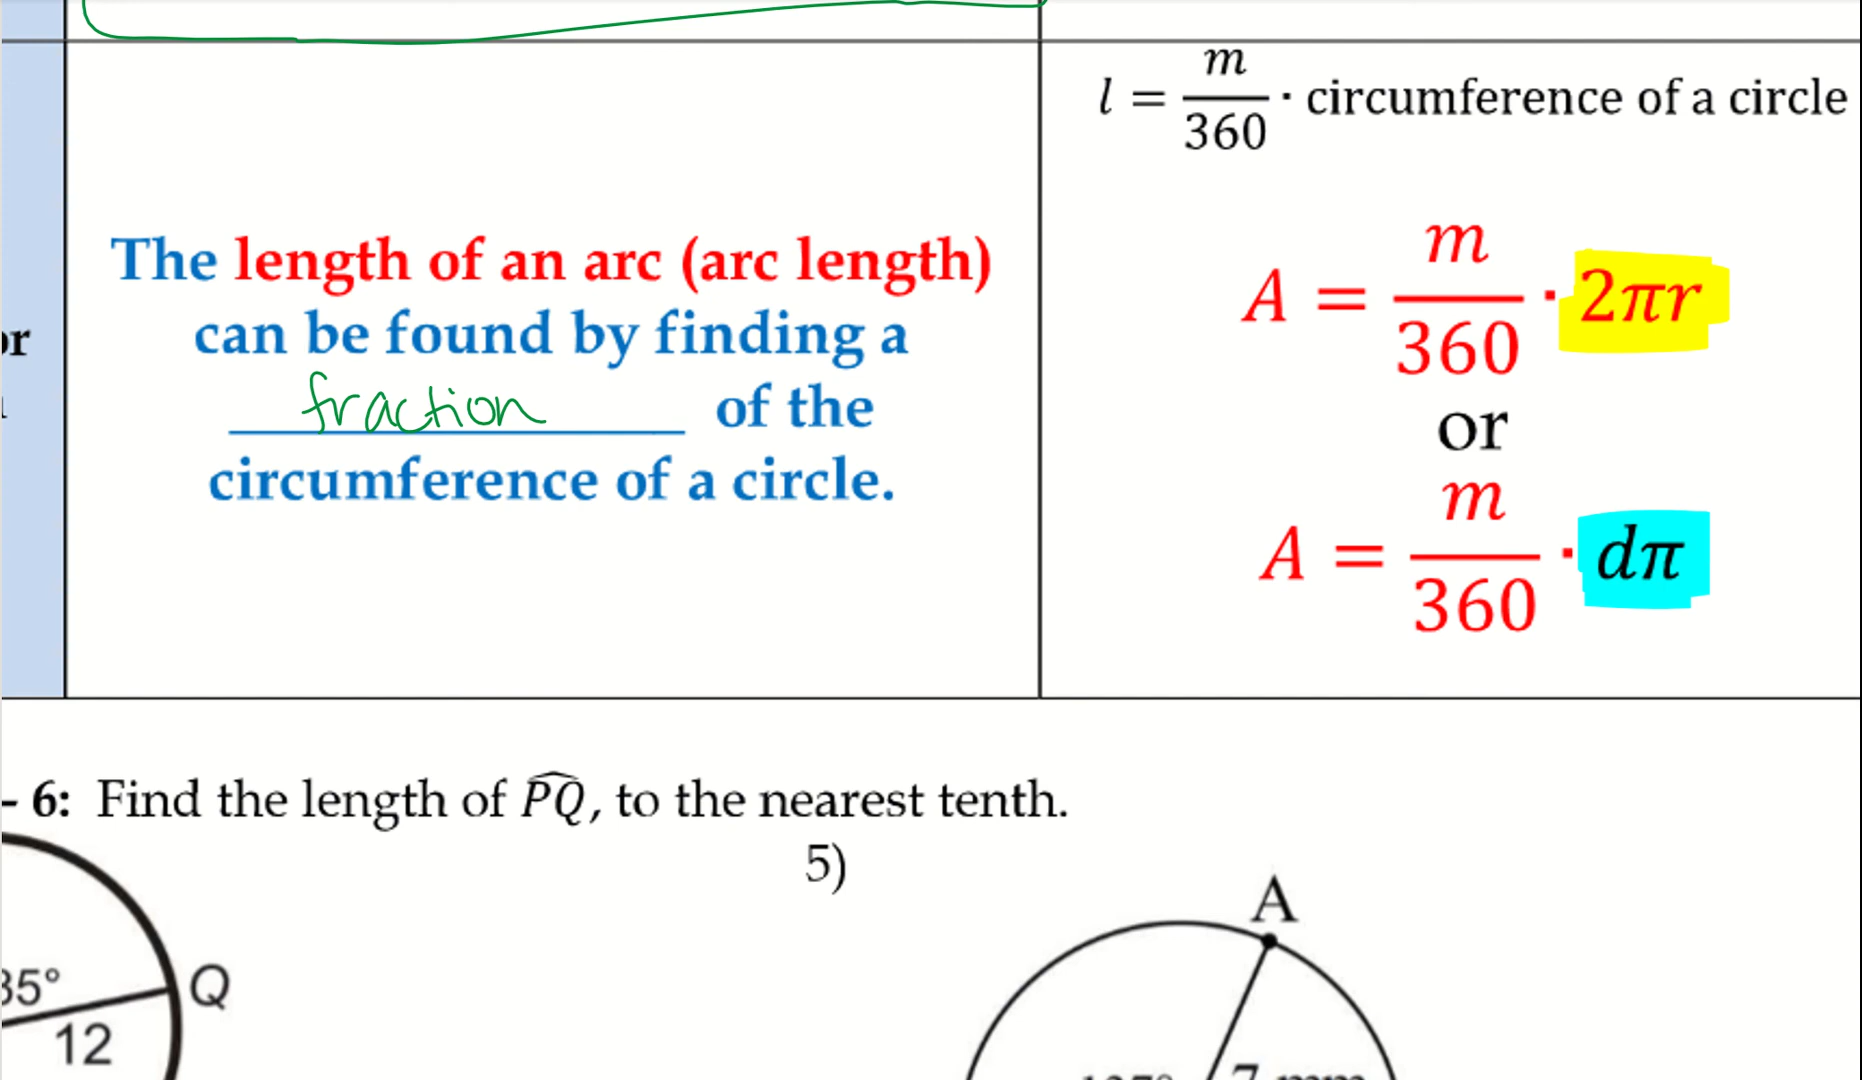 l = m/360 · circumference of a circle
The length of an arc (arc length)
can be found by finding a
fraction of the
circumference of a circle.
A = m/360 · 2πr
or
A = m/360 · dπ
- 6: Find the length of P͡Q, to the nearest tenth.
5)
A
Q
12